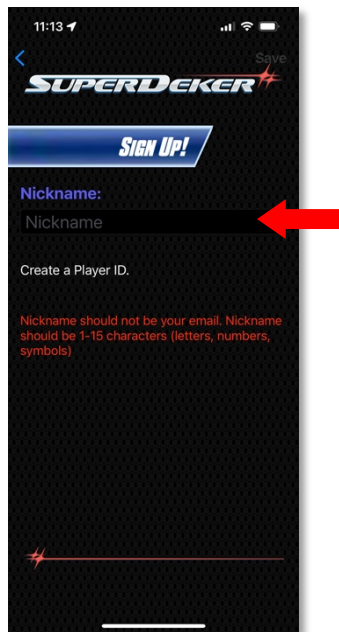 11:13
Save
SUPERDEKER
SIGN UP!
Nickname:
Nickname
Create a Player ID.
Nickname should not be your email. Nickname
should be 1-15 characters (letters, numbers,
symbols)